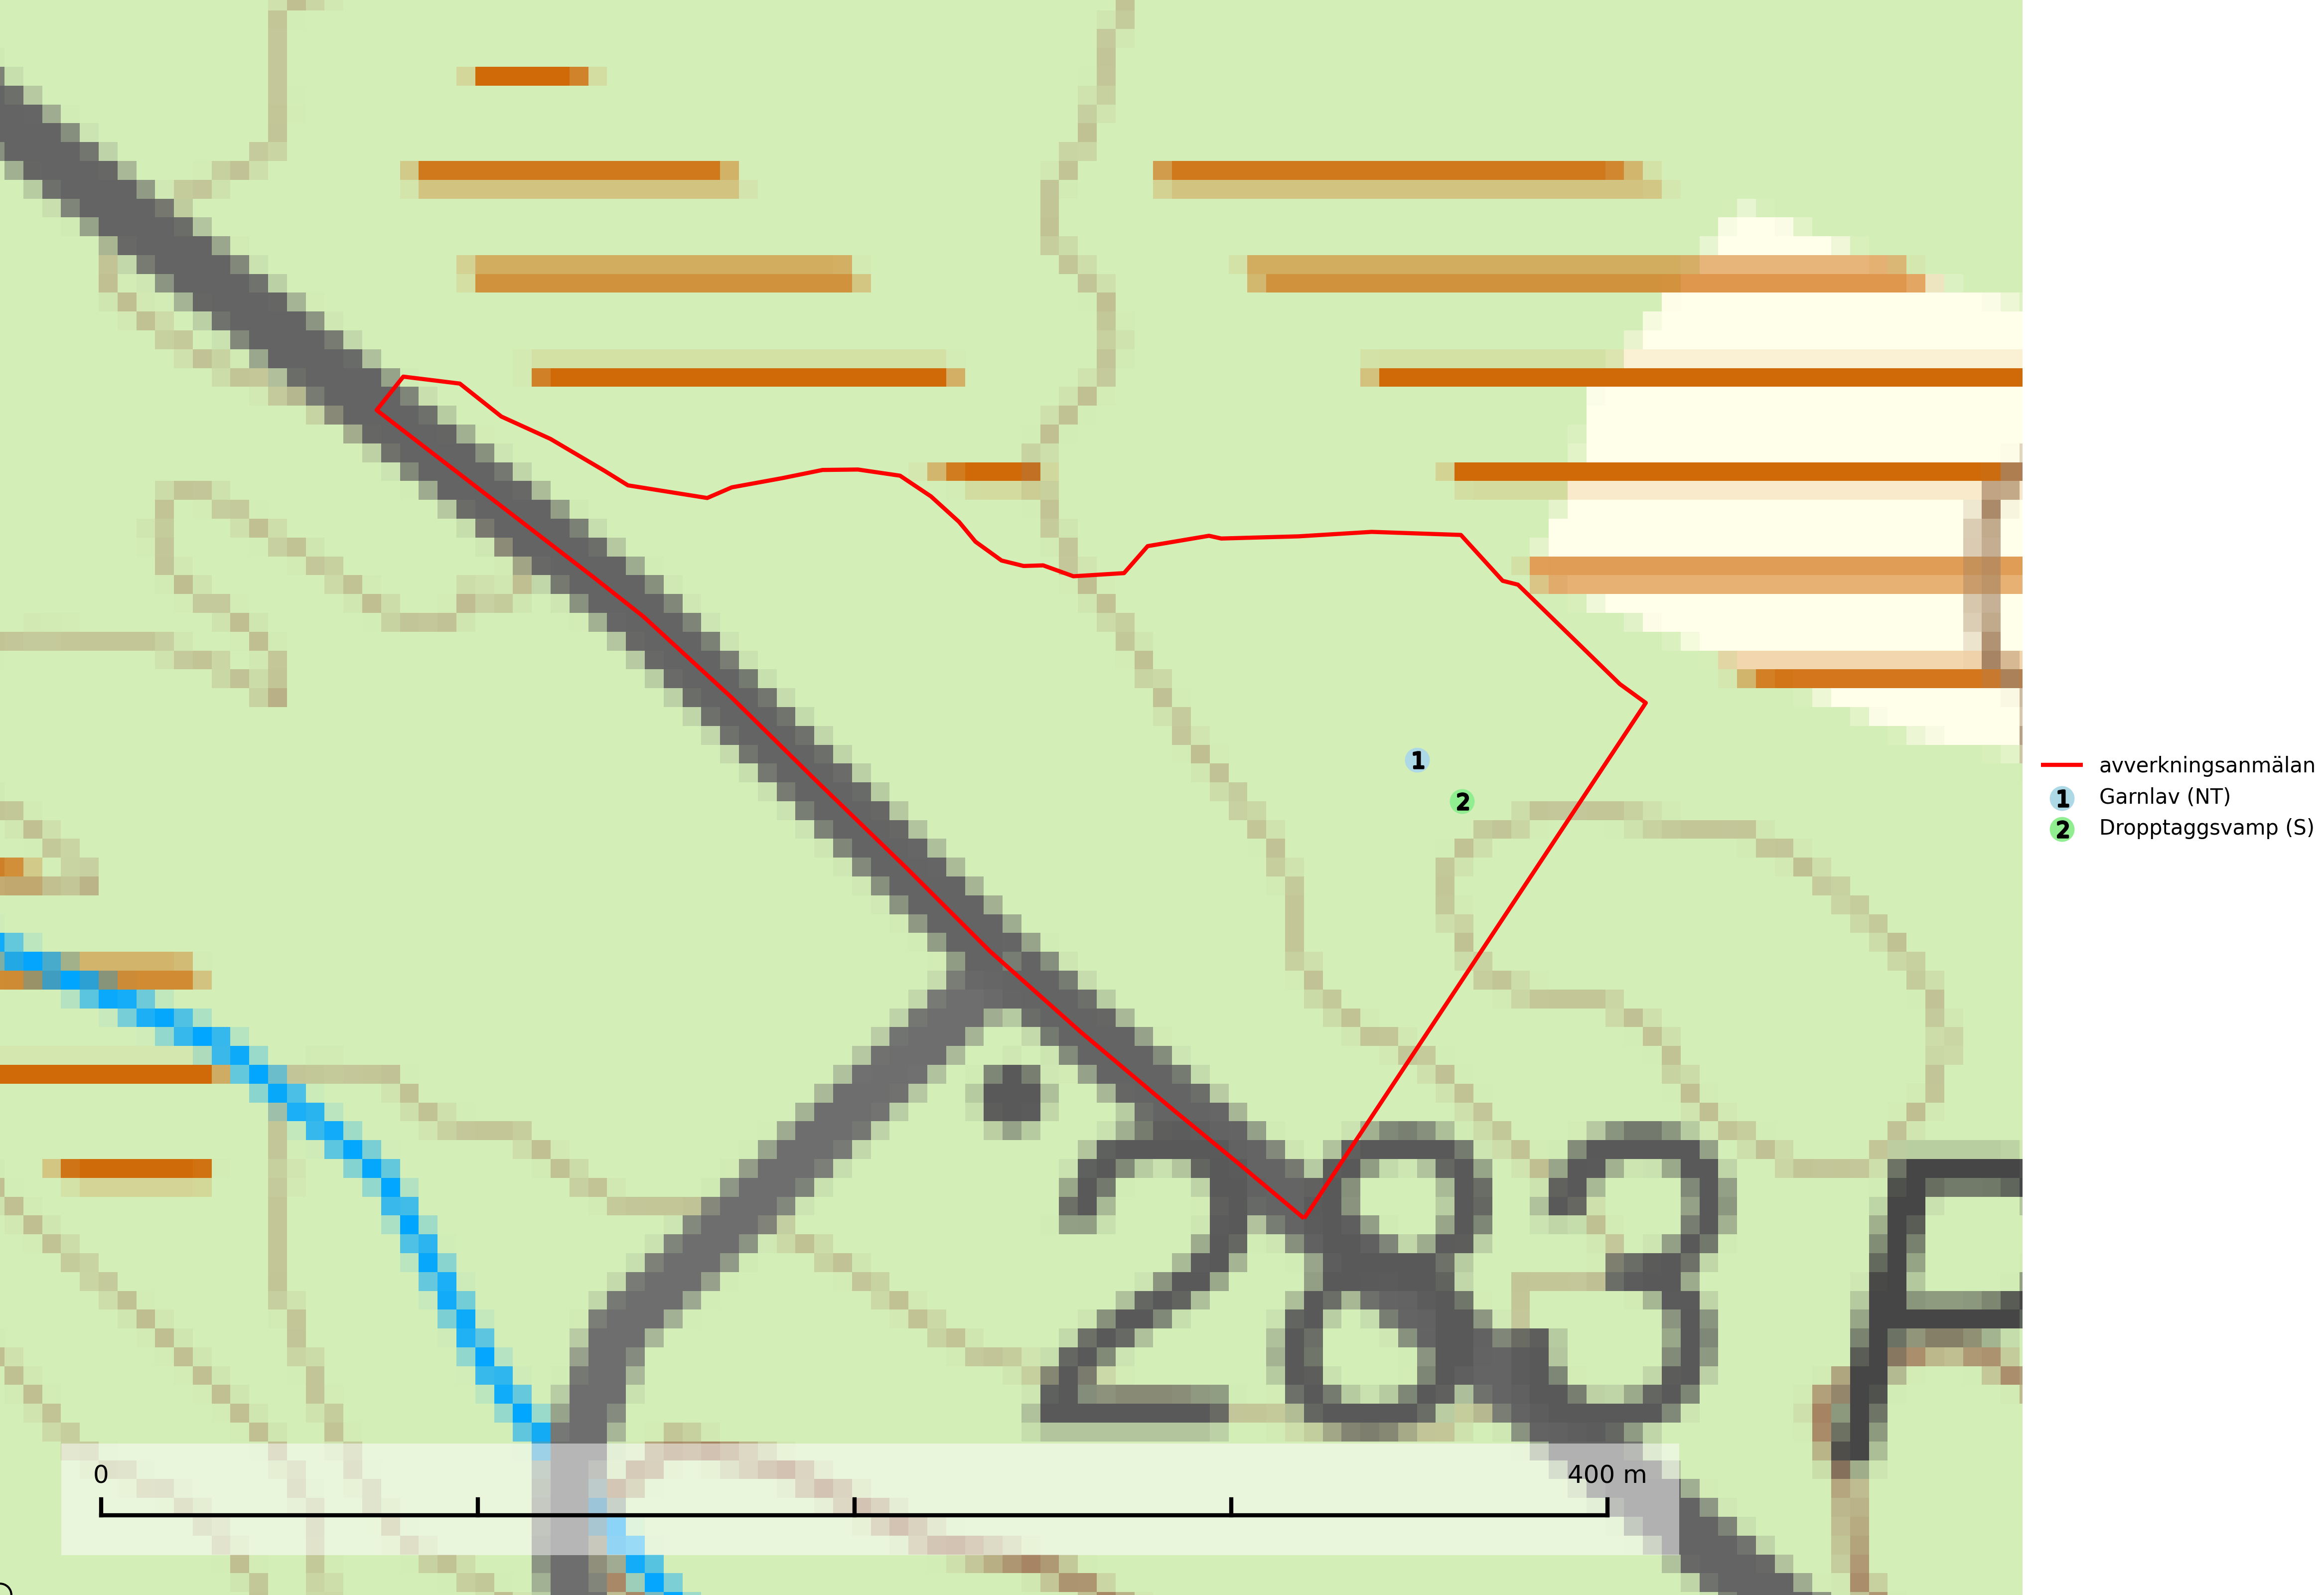 avverkningsanmälan
1 Garnlav (NT)
2 Dropptaggsvamp (S)
1
2
283
0 400 m